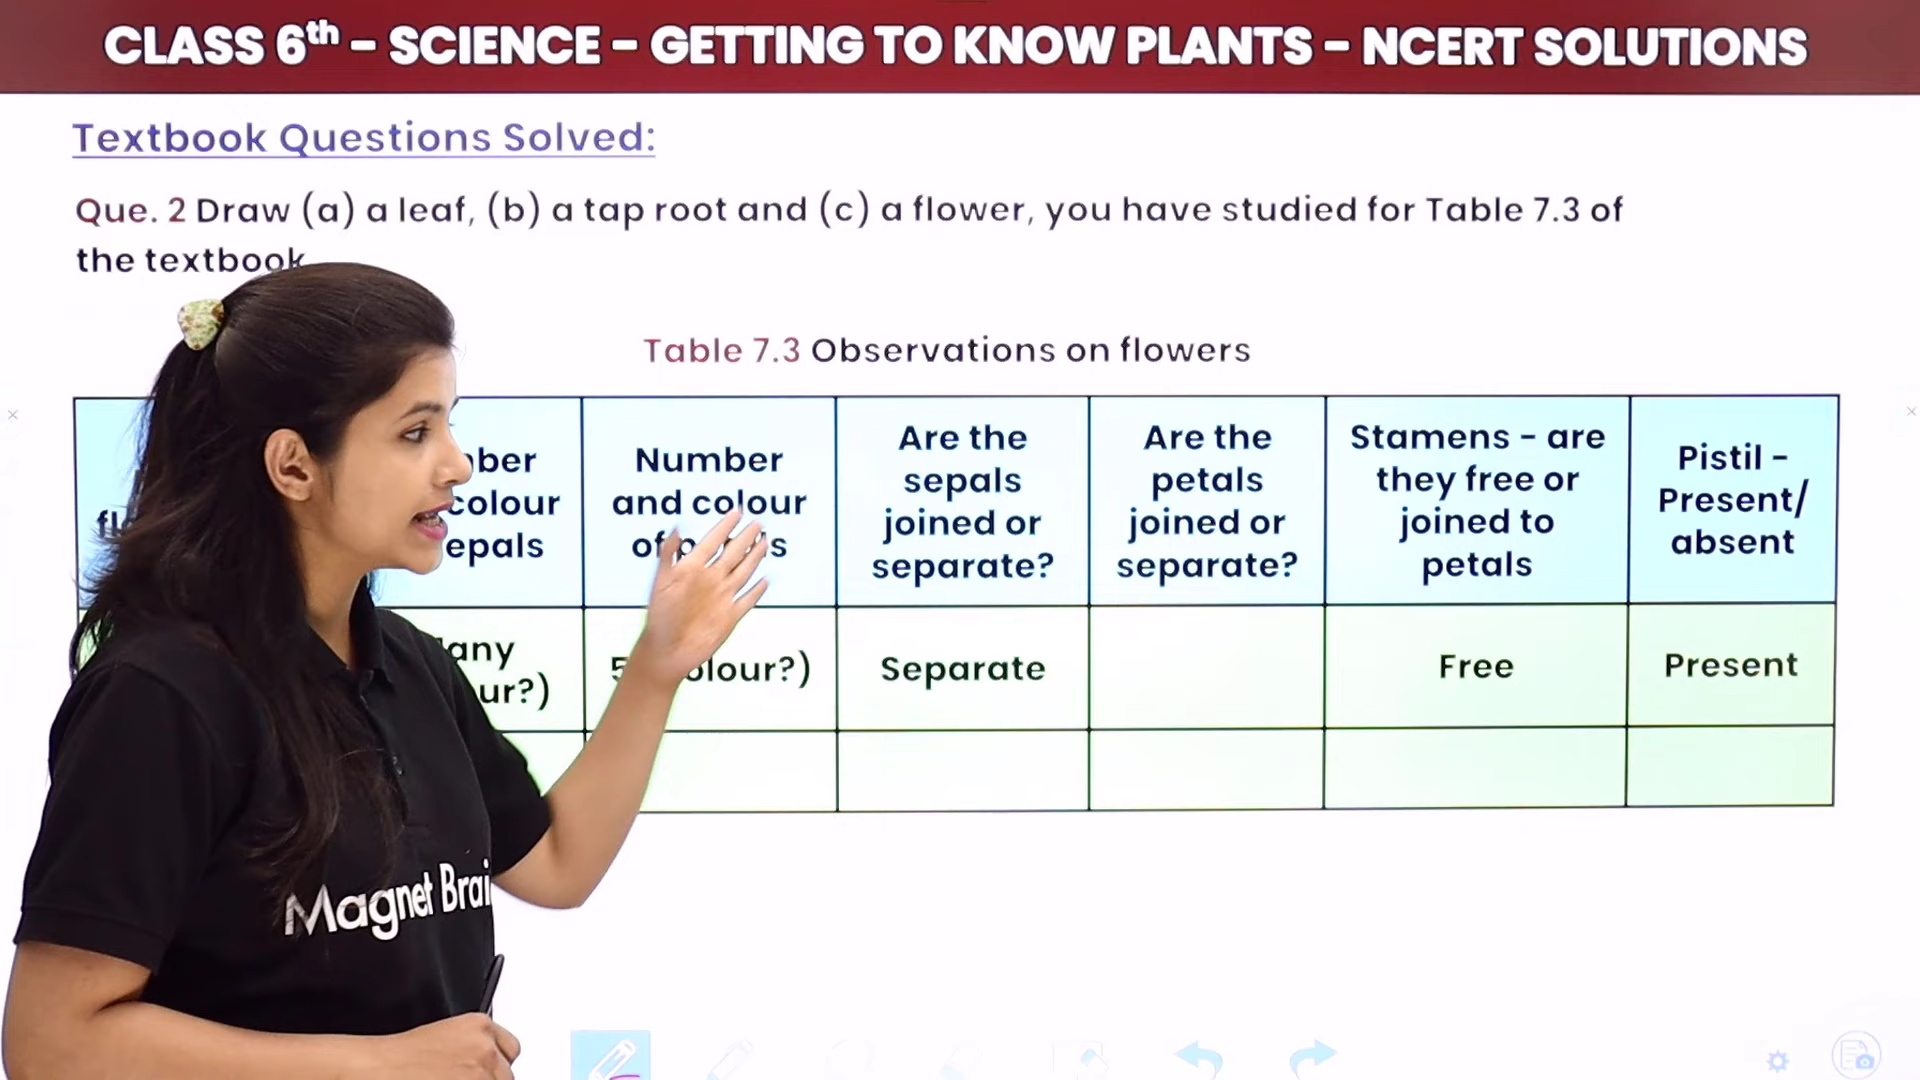 CLASS 6th - SCIENCE - GETTING TO KNOW PLANTS - NCERT SOLUTIONS
Textbook Questions Solved:
Que. 2 Draw (a) a leaf, (b) a tap root and (c) a flower, you have studied for Table 7.3 of
the textbook
Table 7.3 Observations on flowers
colour
Number
and colour
Are the
sepals
joined or
separate?
Are the
petals
joined or
separate?
Stamens - are
they free or
joined to
petals
Pistil -
Present/
absent
Separate
Free
Present
Magnet Brai